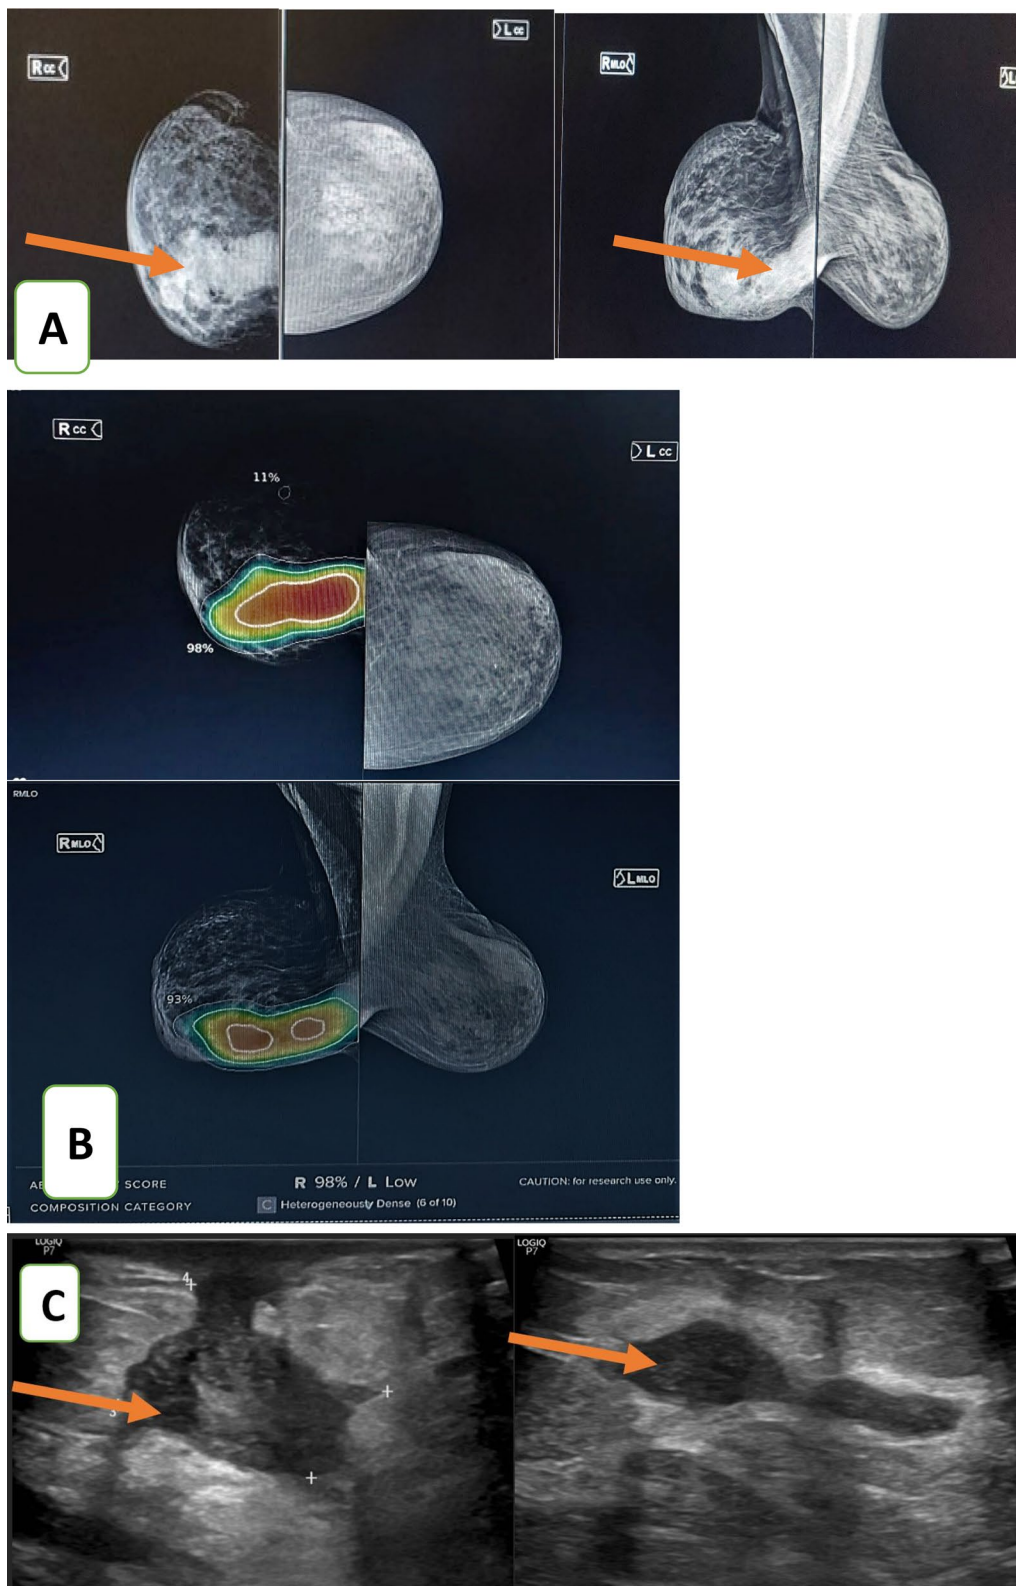 R CC
L CC
R MLO
L
A
R CC
L CC
11%
98%
RMLO
R MLO
L MLO
93%
B
SCORE
R 98% / L Low
CAUTION: for research use only.
COMPOSITION CATEGORY
C Heterogeneously Dense (6 of 10)
LOGIQ
P7
LOGIQ
P7
C
4
3